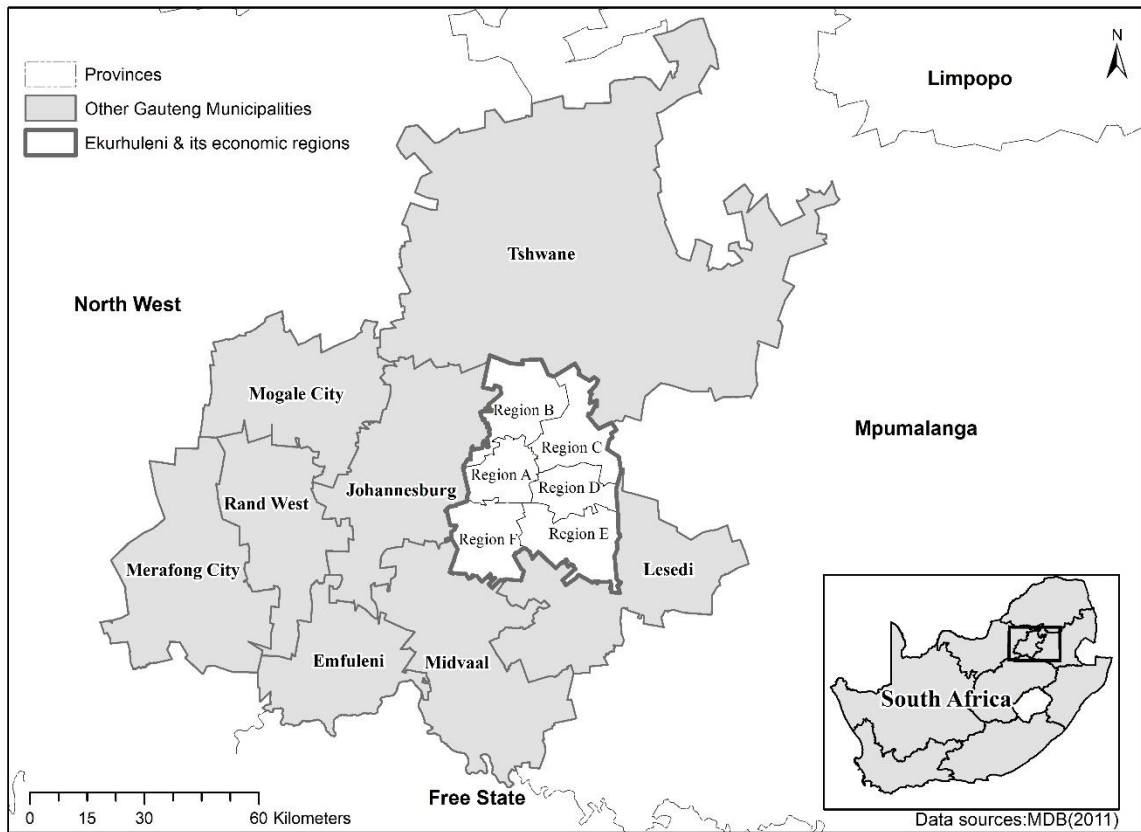 N
Limpopo
Provinces
Other Gauteng Municipalities
Ekurhuleni & its economic regions
Tshwane
North West
Mogale City
Region B
Mpumalanga
Region C
Region A
Johannesburg
Region D
Rand West
Region F
Region E
Merafong City
Lesedi
Emfuleni
Midvaal
South Africa
Free State
0 15 30 60 Kilometers
Data sources:MDB(2011)